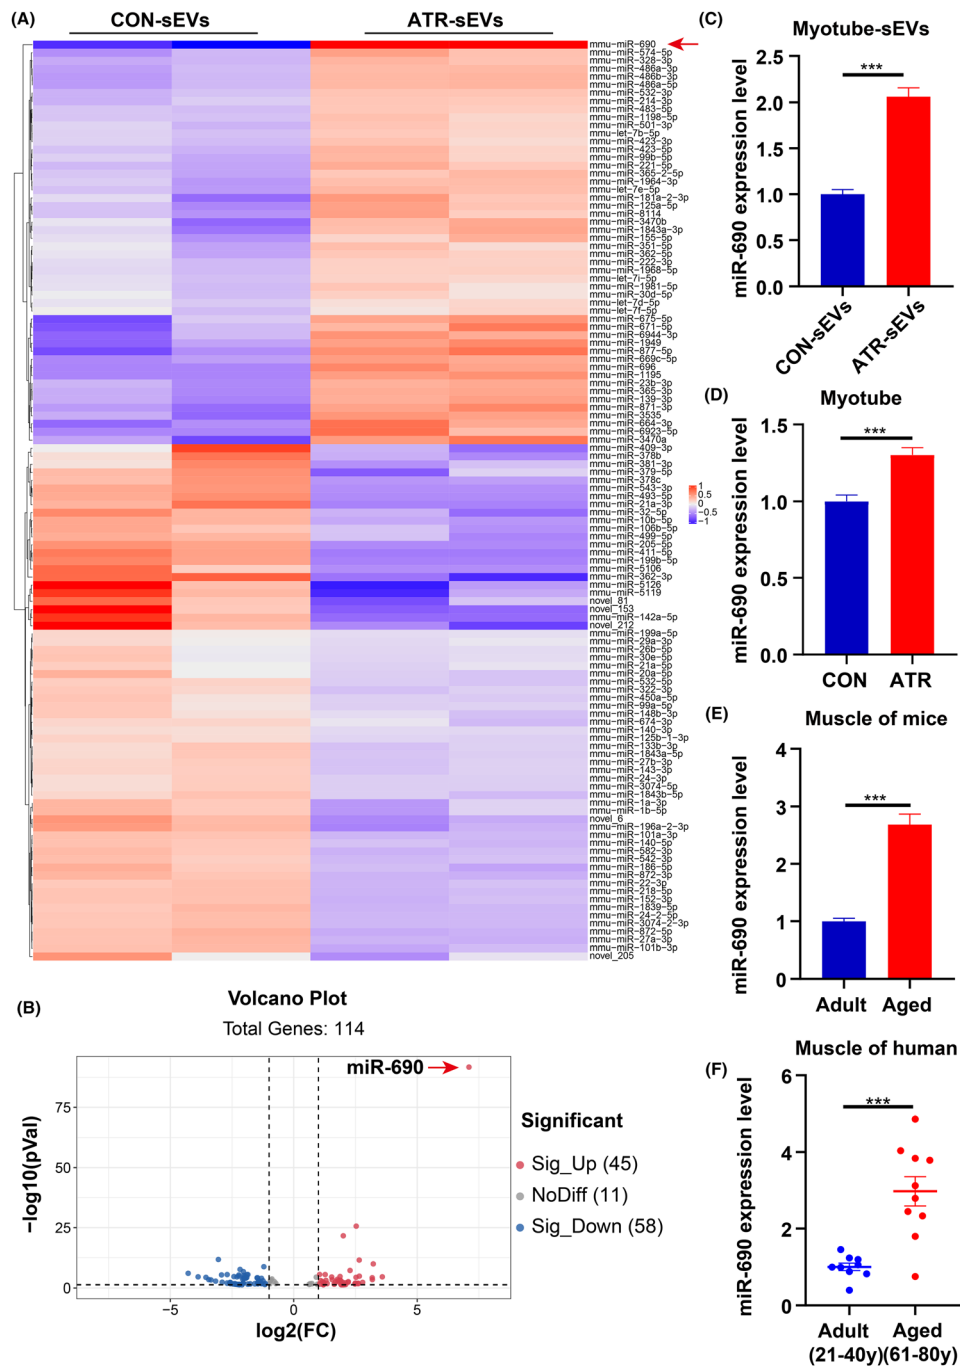 (A)
CON-sEVs
ATR-sEVs
mmu-miR-690
mmu-miR-574-5p
mmu-miR-328-3p
mmu-miR-486a-3p
mmu-miR-486b-3p
mmu-miR-486a-5p
mmu-miR-532-3p
mmu-miR-214-3p
mmu-miR-483-5p
mmu-miR-1198-5p
mmu-miR-501-3p
mmu-let-7b-5p
mmu-miR-423-3p
mmu-miR-423-5p
mmu-miR-99b-5p
mmu-miR-221-5p
mmu-miR-365-2-5p
mmu-miR-1964-3p
mmu-let-7e-5p
mmu-miR-181a-2-3p
mmu-miR-125a-5p
mmu-miR-8114
mmu-miR-3470b
mmu-miR-1843a-3p
mmu-miR-155-5p
mmu-miR-351-5p
mmu-miR-362-5p
mmu-miR-222-3p
mmu-miR-1968-5p
mmu-let-7i-5p
mmu-miR-1981-5p
mmu-miR-30d-5p
mmu-let-7d-5p
mmu-let-7f-5p
mmu-miR-675-5p
mmu-miR-671-5p
mmu-miR-6944-3p
mmu-miR-1949
mmu-miR-877-5p
mmu-miR-669c-5p
mmu-miR-696
mmu-miR-1195
mmu-miR-23b-3p
mmu-miR-365-3p
mmu-miR-139-3p
mmu-miR-871-3p
mmu-miR-3535
mmu-miR-664-3p
mmu-miR-6923-5p
mmu-miR-3470a
mmu-miR-409-3p
mmu-miR-378b
mmu-miR-381-3p
mmu-miR-379-5p
mmu-miR-378c
mmu-miR-543-3p
mmu-miR-493-5p
mmu-miR-21a-3p
mmu-miR-32-5p
mmu-miR-10b-5p
mmu-miR-106b-5p
mmu-miR-499-5p
mmu-miR-205-5p
mmu-miR-411-5p
mmu-miR-199b-5p
mmu-miR-5106
mmu-miR-362-3p
mmu-miR-5126
mmu-miR-5119
novel_81
novel_153
mmu-miR-142a-5p
novel_212
mmu-miR-199a-5p
mmu-miR-29a-3p
mmu-miR-26b-5p
mmu-miR-30e-5p
mmu-miR-21a-5p
mmu-miR-20a-5p
mmu-miR-532-5p
mmu-miR-322-3p
mmu-miR-450a-5p
mmu-miR-99a-5p
mmu-miR-148b-3p
mmu-miR-674-3p
mmu-miR-140-3p
mmu-miR-125b-1-3p
mmu-miR-133b-3p
mmu-miR-1843a-5p
mmu-miR-27b-3p
mmu-miR-143-3p
mmu-miR-24-3p
mmu-miR-3074-5p
mmu-miR-1843b-5p
mmu-miR-1a-3p
mmu-miR-1b-5p
novel_6
mmu-miR-196a-2-3p
mmu-miR-101a-3p
mmu-miR-140-5p
mmu-miR-582-3p
mmu-miR-542-3p
mmu-miR-186-5p
mmu-miR-872-3p
mmu-miR-22-3p
mmu-miR-218-5p
mmu-miR-152-3p
mmu-miR-1839-5p
mmu-miR-24-2-5p
mmu-miR-3074-2-3p
mmu-miR-872-5p
mmu-miR-27a-3p
mmu-miR-101b-3p
novel_205
1
0.5
0
−0.5
−1
(B)
Volcano Plot
Total Genes: 114
miR-690
−log10(pVal)
75
50
25
0
−5
0
5
log2(FC)
Significant
Sig_Up (45)
NoDiff (11)
Sig_Down (58)
(C)
Myotube-sEVs
miR-690 expression level
2.5
2.0
1.5
1.0
0.5
0.0
***
CON-sEVs
ATR-sEVs
(D)
Myotube
miR-690 expression level
1.5
1.0
0.5
0.0
***
CON
ATR
(E)
Muscle of mice
miR-690 expression level
4
3
2
1
0
***
Adult
Aged
(F)
Muscle of human
miR-690 expression level
6
4
2
0
***
Adult
Aged
(21-40y)
(61-80y)